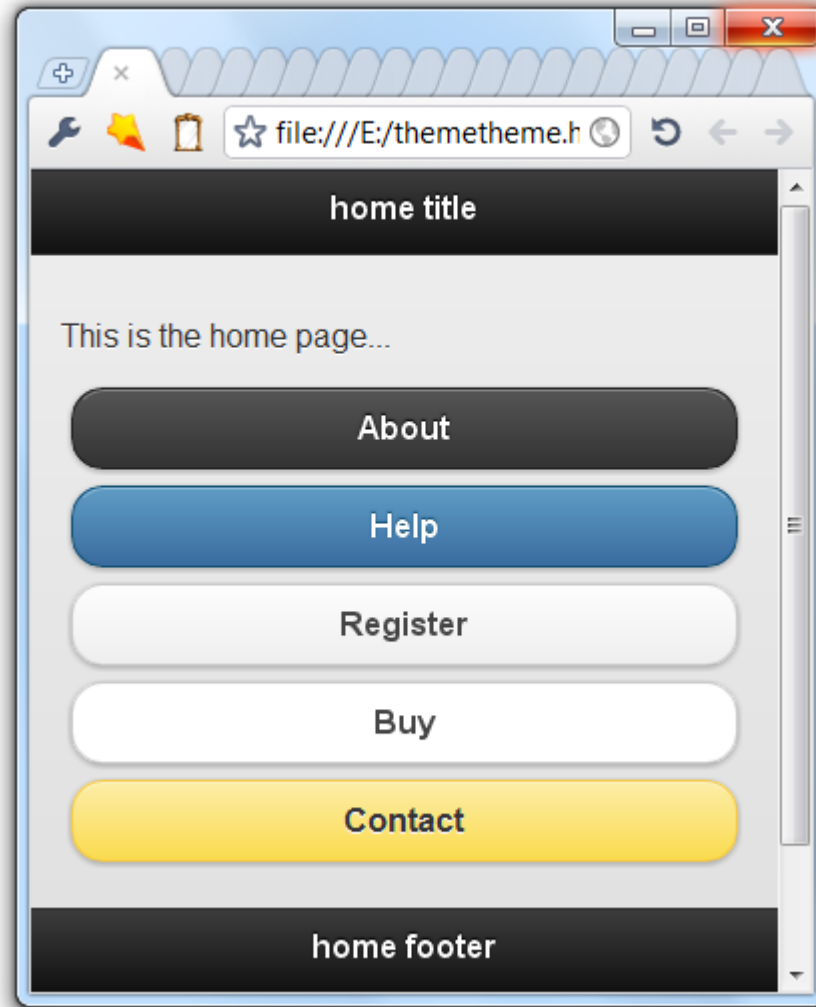 file:///E:/themetheme.h
home title
This is the home page...
About
Help
Register
Buy
Contact
home footer